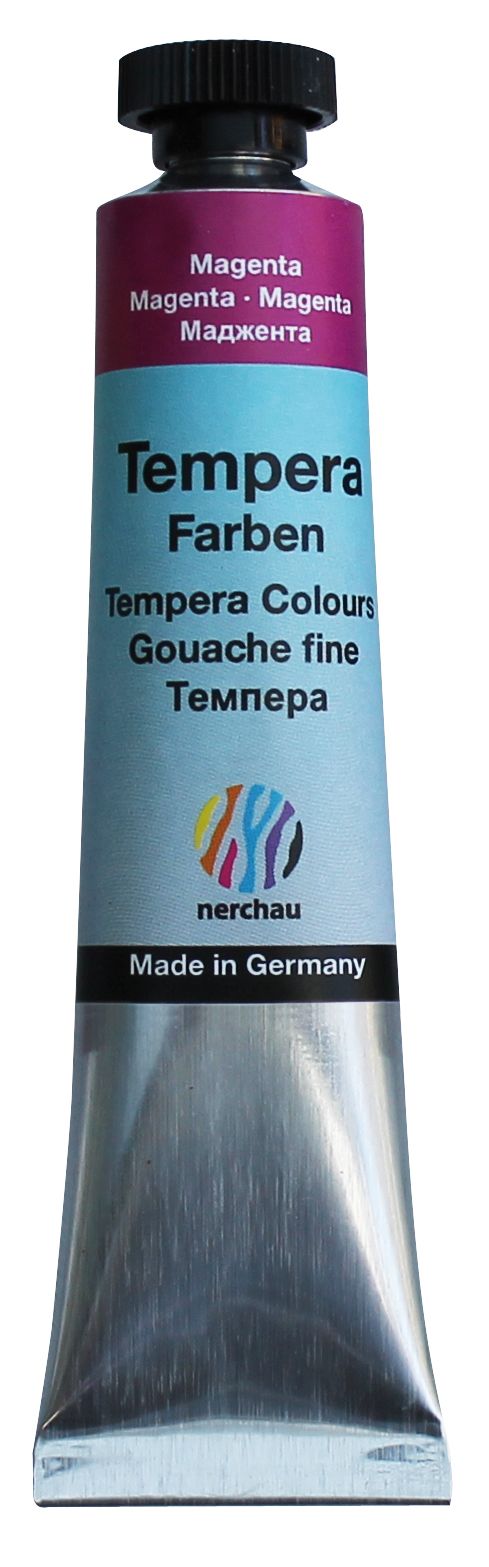 Magenta
Magenta · Magenta
Маджента
Tempera
Farben
Tempera Colours
Gouache fine
Темпера
nerchau
Made in Germany